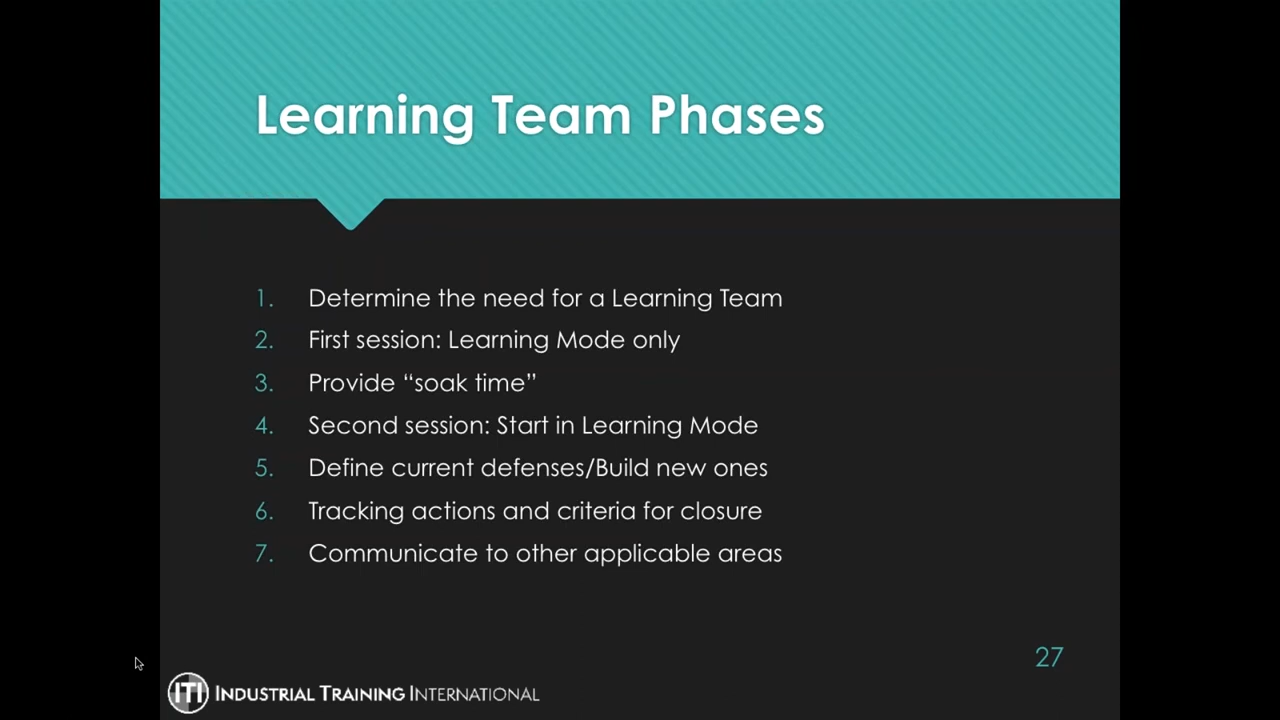 Learning Team Phases
1. Determine the need for a Learning Team
2. First session: Learning Mode only
3. Provide “soak time”
4. Second session: Start in Learning Mode
5. Define current defenses/Build new ones
6. Tracking actions and criteria for closure
7. Communicate to other applicable areas
27
ITI INDUSTRIAL TRAINING INTERNATIONAL